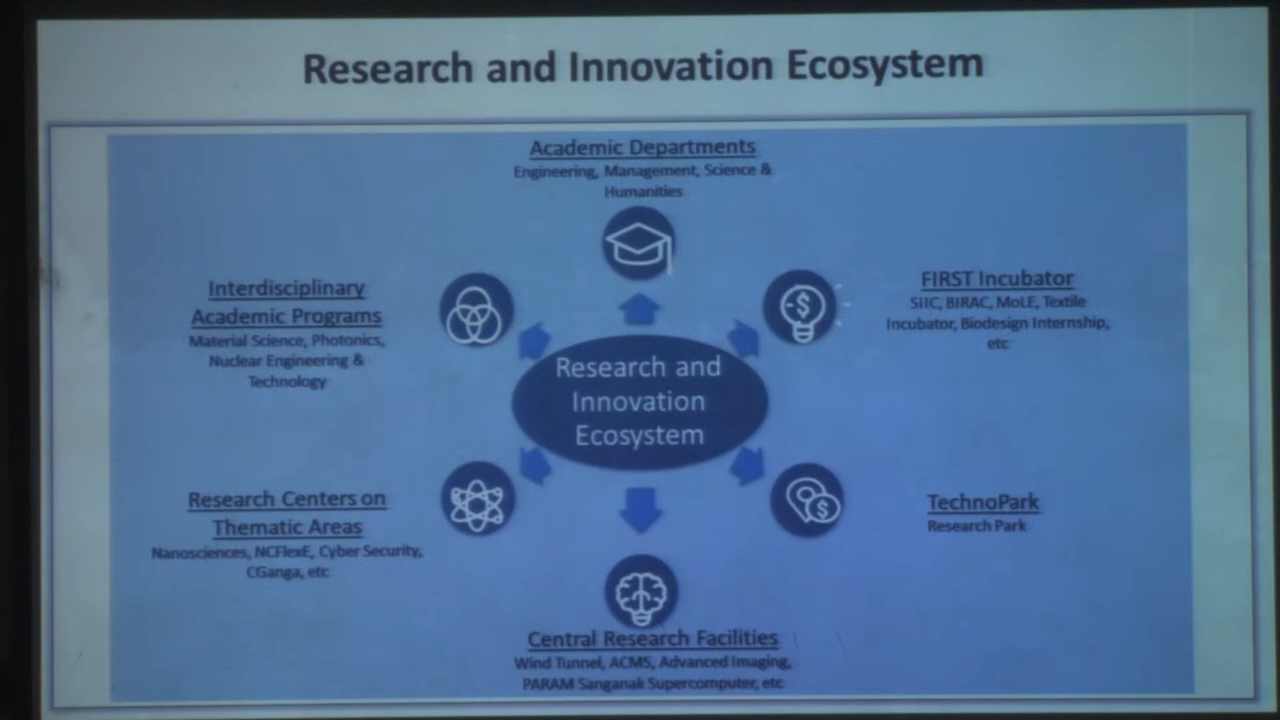 Research and Innovation Ecosystem
Academic Departments
Engineering, Management, Science &
Humanities
Interdisciplinary
Academic Programs
Material Science, Photonics,
Nuclear Engineering &
Technology
FIRST Incubator
SIIC, BIRAC, MoLE, Textile
Incubator, Biodesign Internship,
etc
Research and
Innovation
Ecosystem
Research Centers on
Thematic Areas
Nanosciences, NCFlexE, Cyber Security,
CGanga, etc
TechnoPark
Research Park
Central Research Facilities
Wind Tunnel, ACMS, Advanced Imaging,
PARAM Sanganak Supercomputer, etc